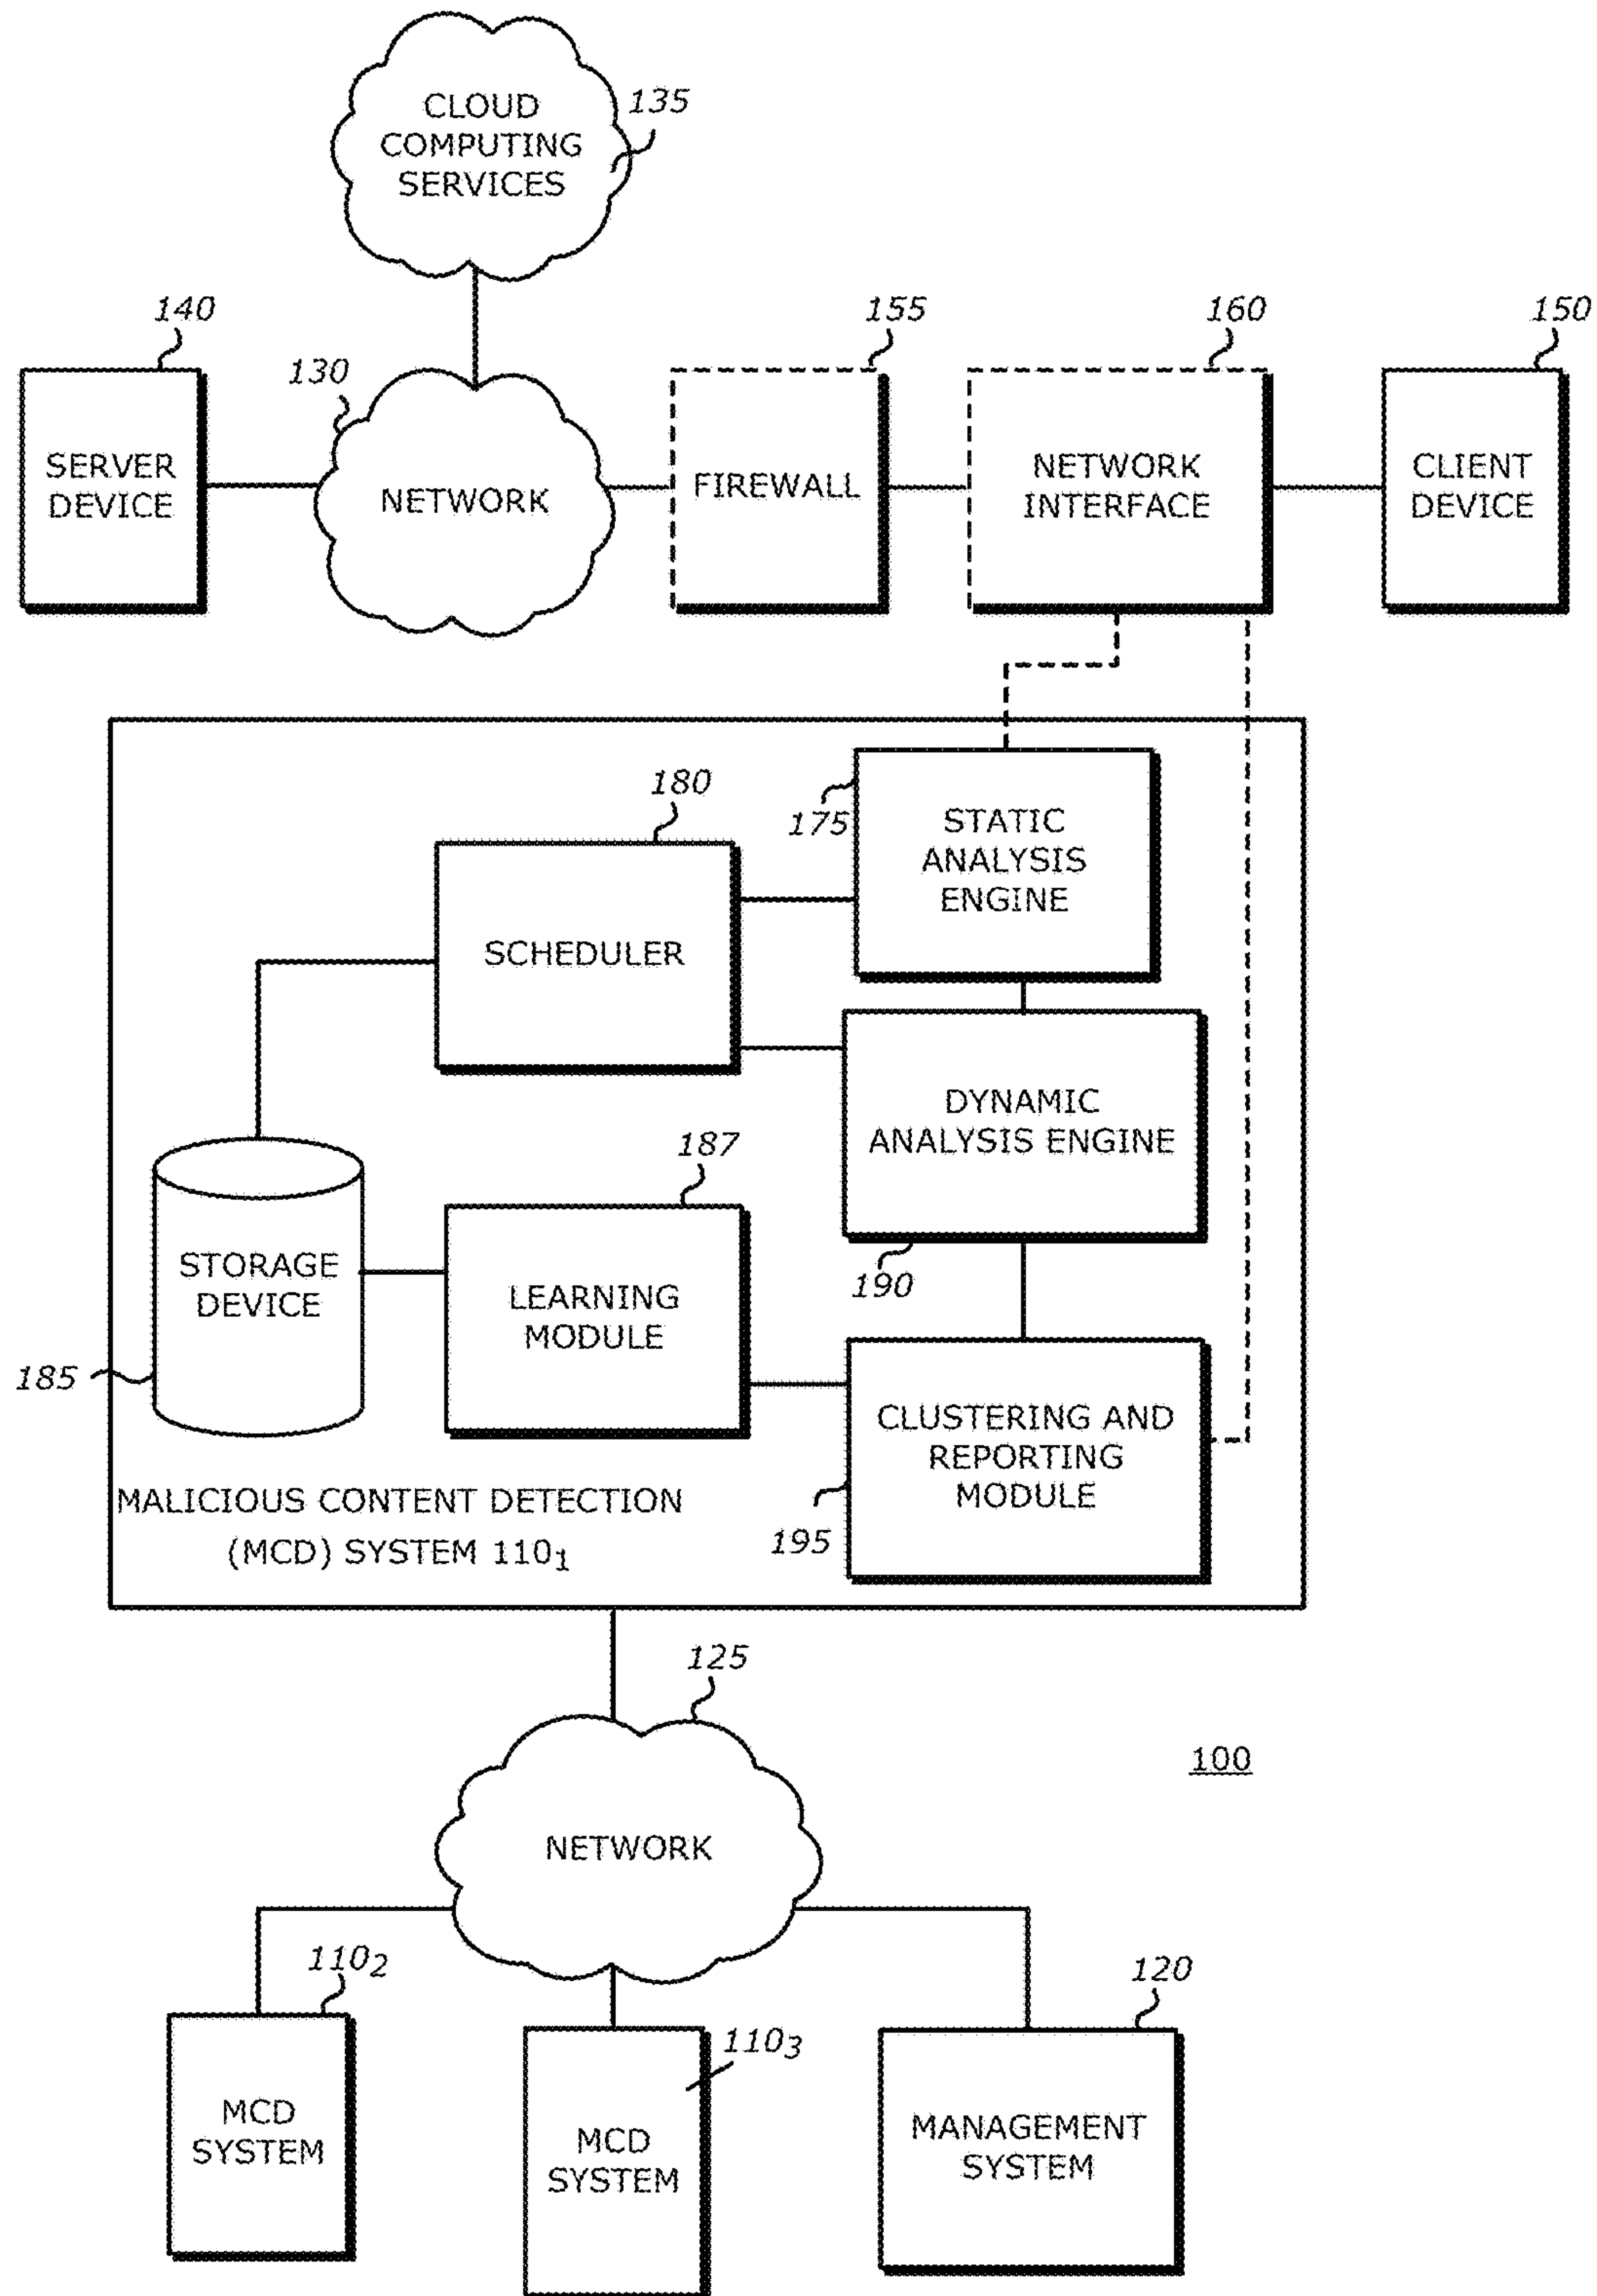 CLOUD
COMPUTING
SERVICES
135
140
130
155
160
150
SERVER
DEVICE
NETWORK
FIREWALL
NETWORK
INTERFACE
CLIENT
DEVICE
180
175
STATIC
ANALYSIS
ENGINE
SCHEDULER
DYNAMIC
ANALYSIS ENGINE
187
190
STORAGE
DEVICE
LEARNING
MODULE
185
CLUSTERING AND
REPORTING
MODULE
195
MALICIOUS CONTENT DETECTION
(MCD) SYSTEM 110₁
125
100
NETWORK
110₂
120
110₃
MCD
SYSTEM
MCD
SYSTEM
MANAGEMENT
SYSTEM